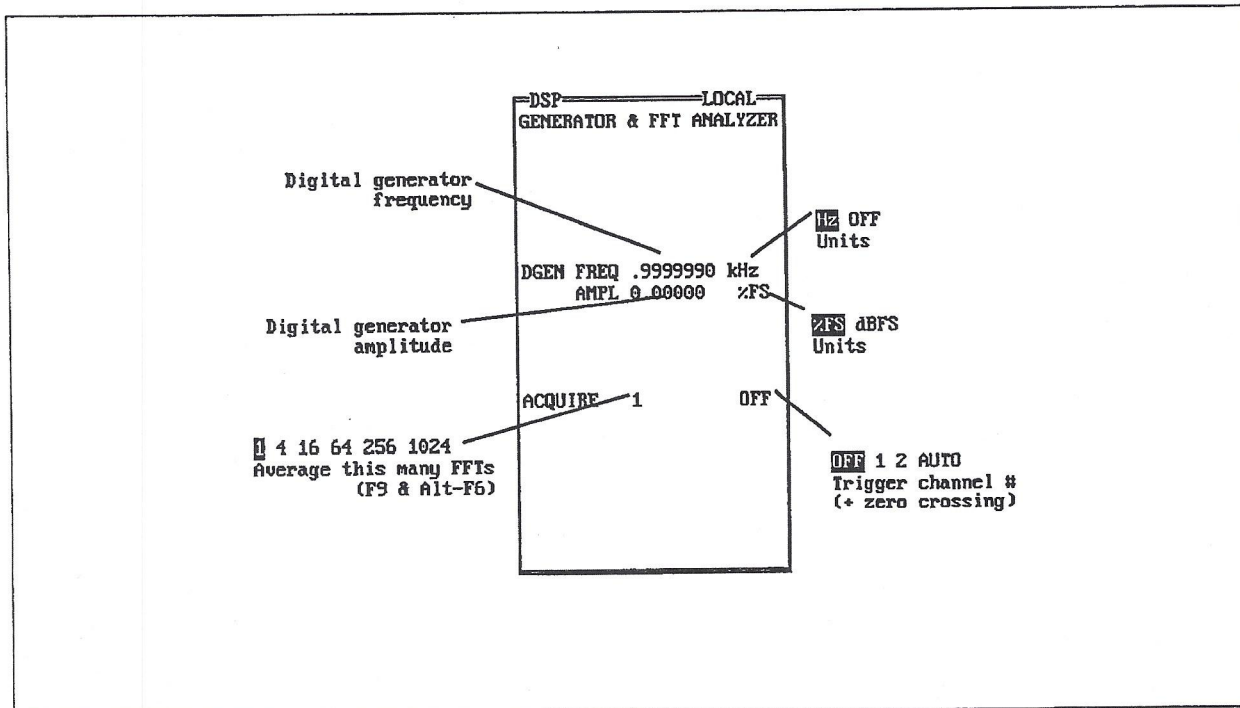 DSP LOCAL
GENERATOR & FFT ANALYZER
Digital generator
frequency
Hz OFF
Units
DGEN FREQ .9999990 kHz
AMPL 0.00000 %FS
Digital generator
amplitude
%FS dBFS
Units
ACQUIRE 1 OFF
1 4 16 64 256 1024
Average this many FFTs
(F9 & Alt-F6)
OFF 1 2 AUTO
Trigger channel #
(+ zero crossing)